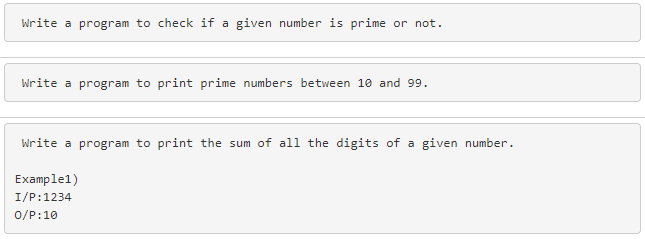 Write a program to check if a given number is prime or not.
Write a program to print prime numbers between 10 and 99.
Write a program to print the sum of all the digits of a given number.
Example1)
I/P:1234
O/P:10